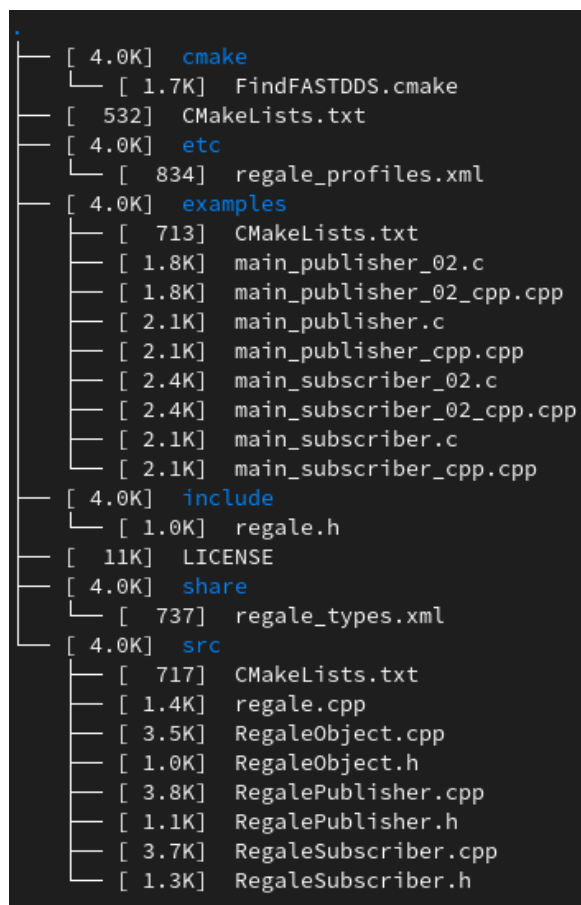 .
├── [ 4.0K]  cmake
│   └── [ 1.7K]  FindFASTDDS.cmake
├── [  532]  CMakeLists.txt
├── [ 4.0K]  etc
│   └── [  834]  regale_profiles.xml
├── [ 4.0K]  examples
│   ├── [  713]  CMakeLists.txt
│   ├── [ 1.8K]  main_publisher_02.c
│   ├── [ 1.8K]  main_publisher_02_cpp.cpp
│   ├── [ 2.1K]  main_publisher.c
│   ├── [ 2.1K]  main_publisher_cpp.cpp
│   ├── [ 2.4K]  main_subscriber_02.c
│   ├── [ 2.4K]  main_subscriber_02_cpp.cpp
│   ├── [ 2.1K]  main_subscriber.c
│   └── [ 2.1K]  main_subscriber_cpp.cpp
├── [ 4.0K]  include
│   └── [ 1.0K]  regale.h
├── [  11K]  LICENSE
├── [ 4.0K]  share
│   └── [  737]  regale_types.xml
└── [ 4.0K]  src
    ├── [  717]  CMakeLists.txt
    ├── [ 1.4K]  regale.cpp
    ├── [ 3.5K]  RegaleObject.cpp
    ├── [ 1.0K]  RegaleObject.h
    ├── [ 3.8K]  RegalePublisher.cpp
    ├── [ 1.1K]  RegalePublisher.h
    ├── [ 3.7K]  RegaleSubscriber.cpp
    └── [ 1.3K]  RegaleSubscriber.h